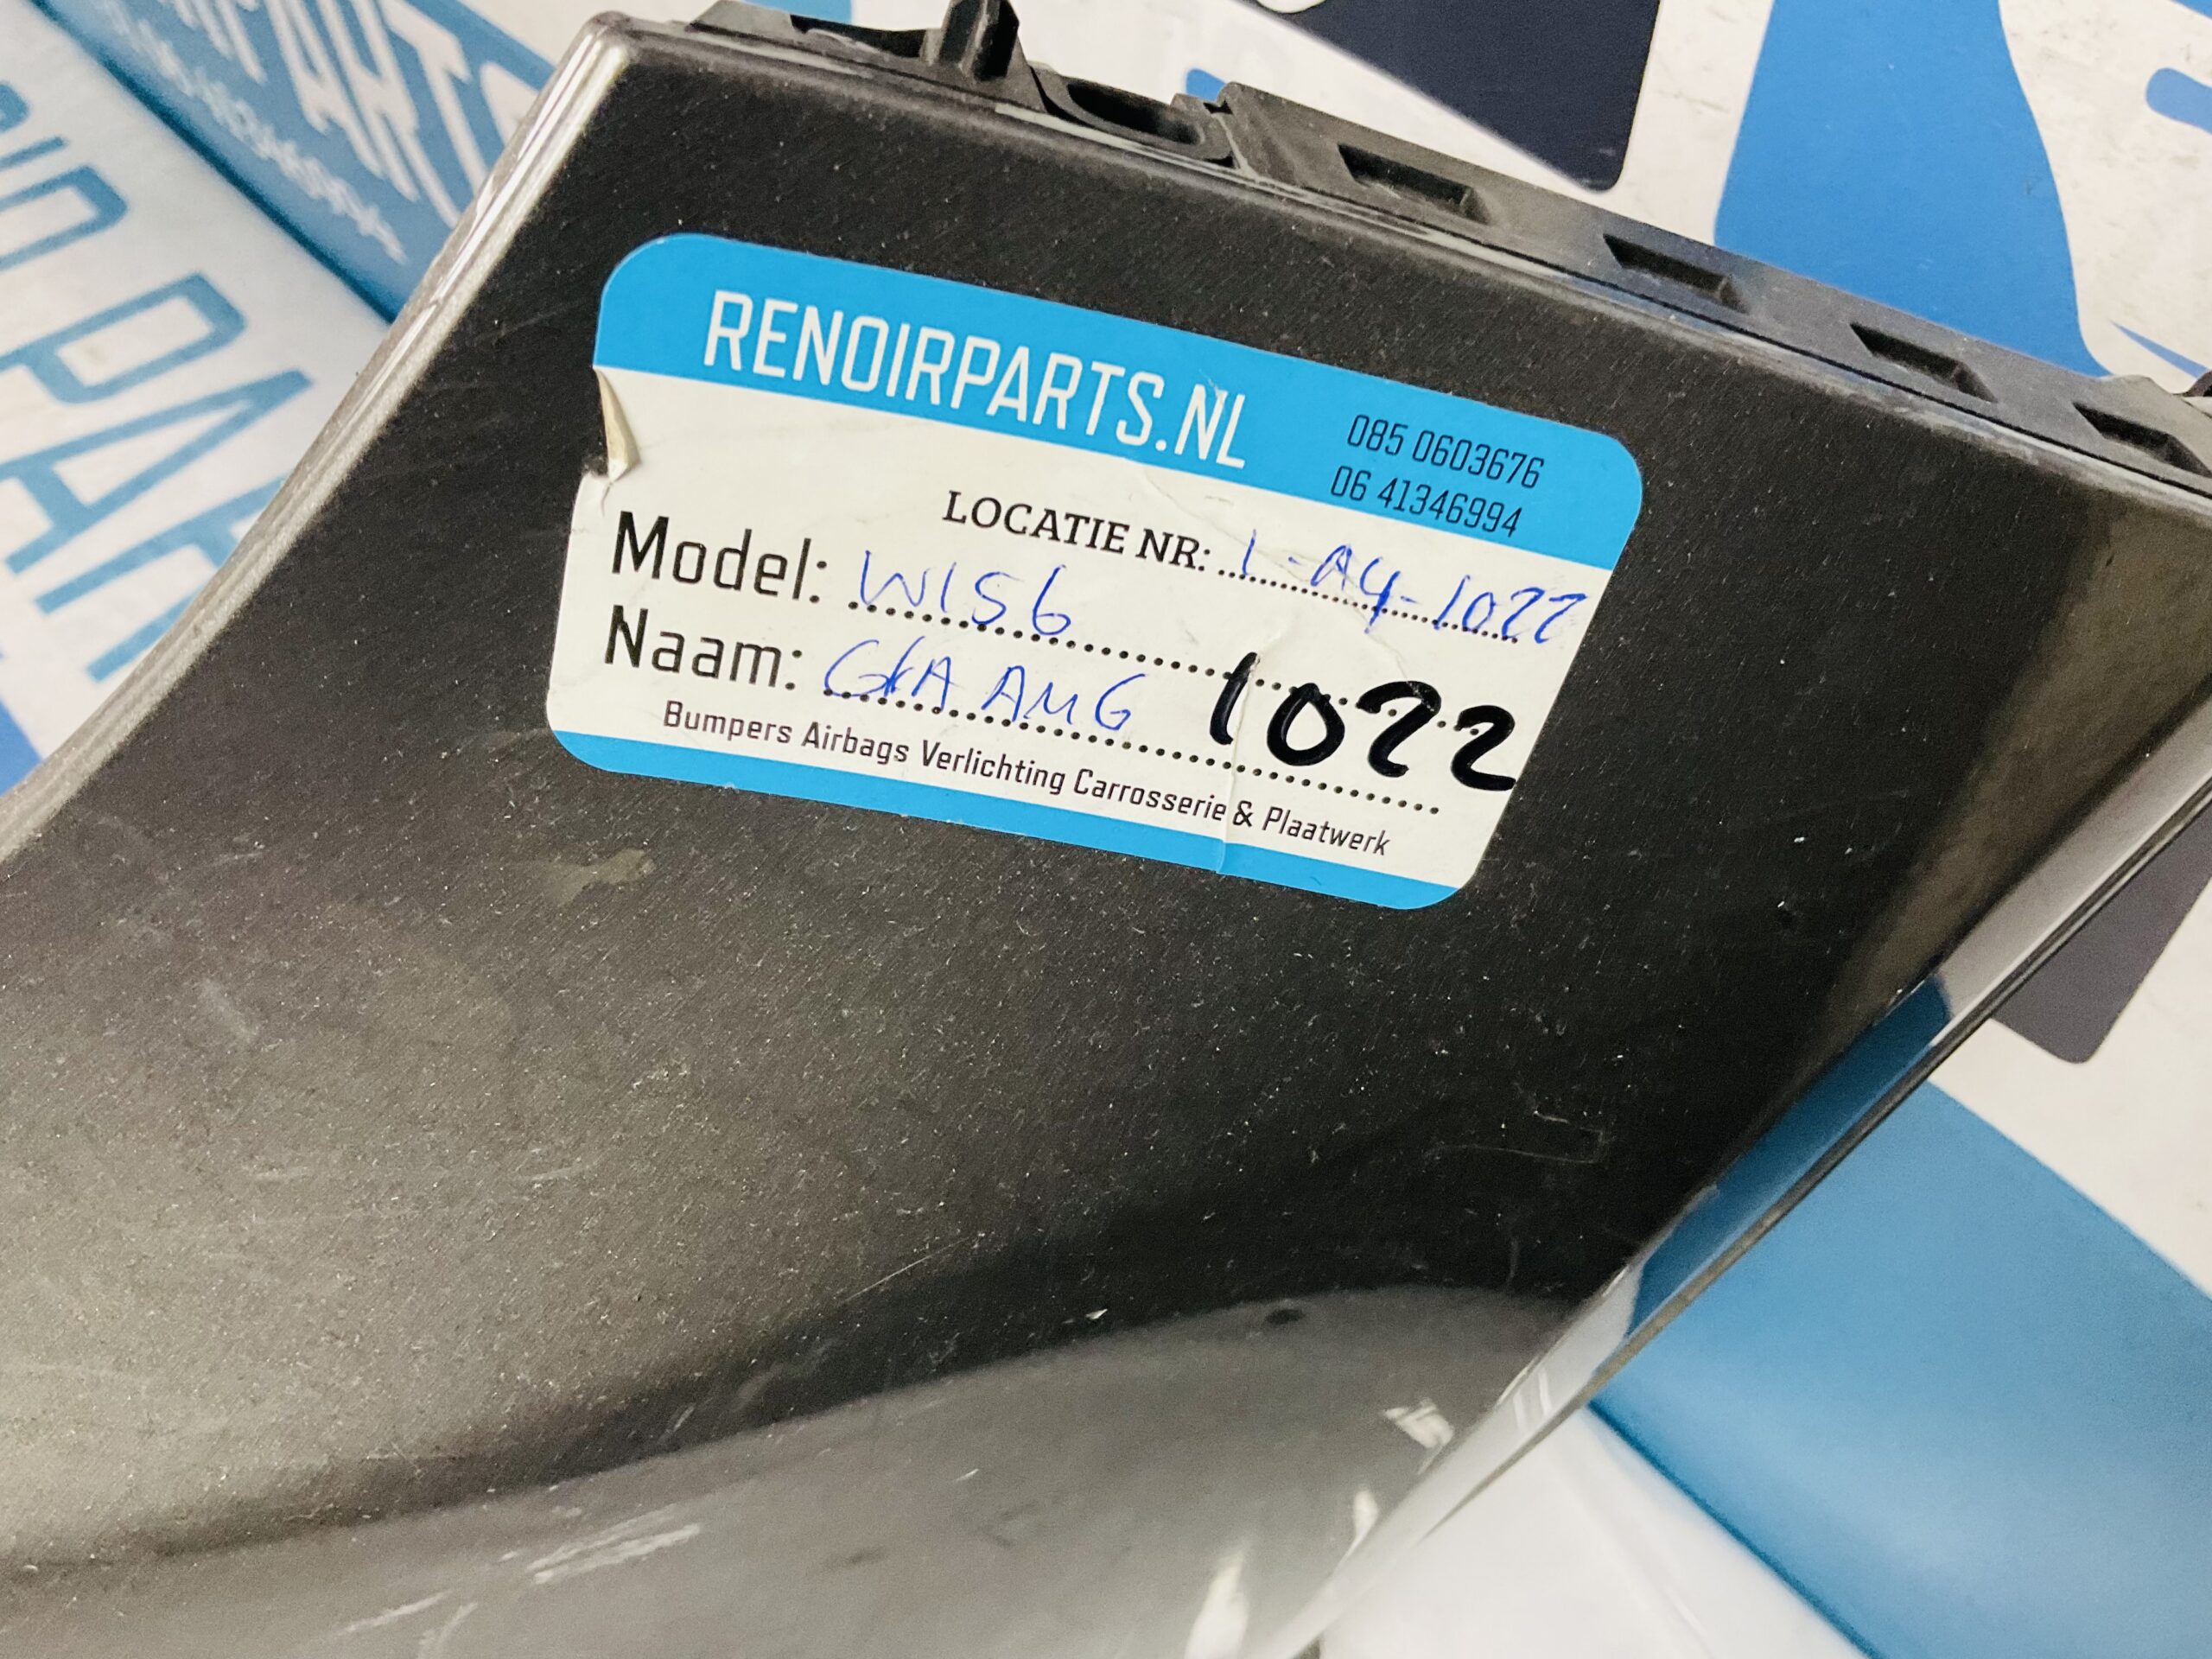 RENOIRPARTS.NL
085 0603676
06 41346994
LOCATIE NR: 1-A4-1022
Model: W156
Naam: GLA AMG 1022
Bumpers Airbags Verlichting Carrosserie & Plaatwerk